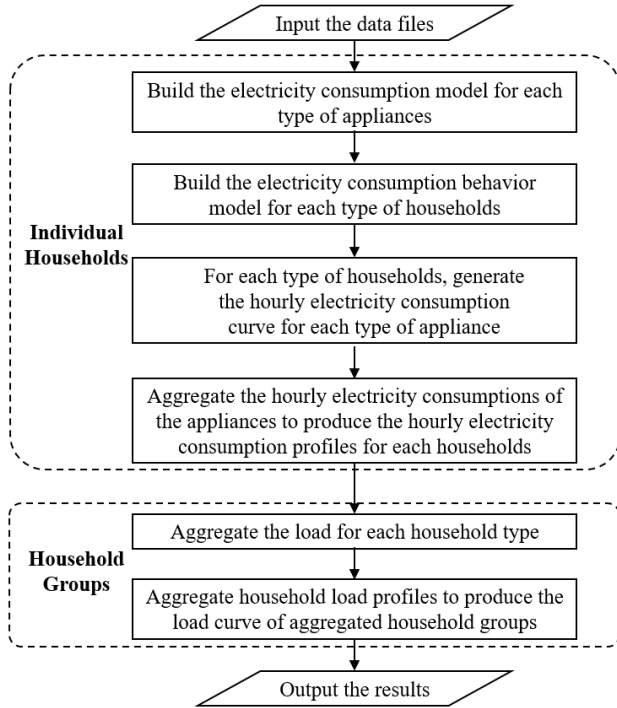 Input the data files
Build the electricity consumption model for each
type of appliances
Build the electricity consumption behavior
model for each type of households
Individual
Households
For each type of households, generate
the hourly electricity consumption
curve for each type of appliance
Aggregate the hourly electricity consumptions of
the appliances to produce the hourly electricity
consumption profiles for each households
Aggregate the load for each household type
Household
Groups
Aggregate household load profiles to produce the
load curve of aggregated household groups
Output the results